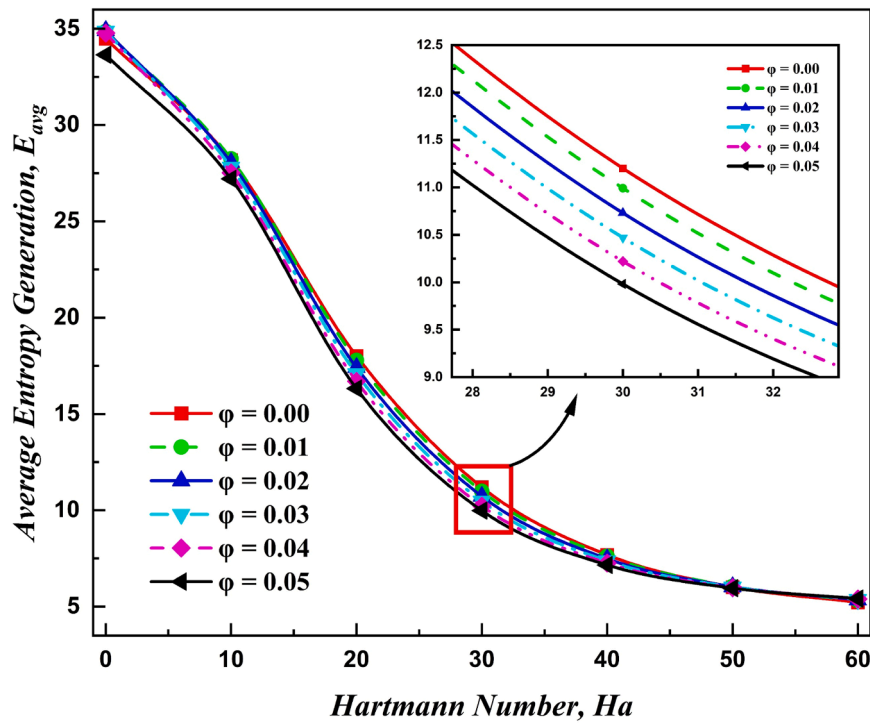 35
30
25
20
15
10
5
0
10
20
30
40
50
60
Average Entropy Generation, E_avg
Hartmann Number, Ha
φ = 0.00
φ = 0.01
φ = 0.02
φ = 0.03
φ = 0.04
φ = 0.05
12.5
12.0
11.5
11.0
10.5
10.0
9.5
9.0
28
29
30
31
32
φ = 0.00
φ = 0.01
φ = 0.02
φ = 0.03
φ = 0.04
φ = 0.05